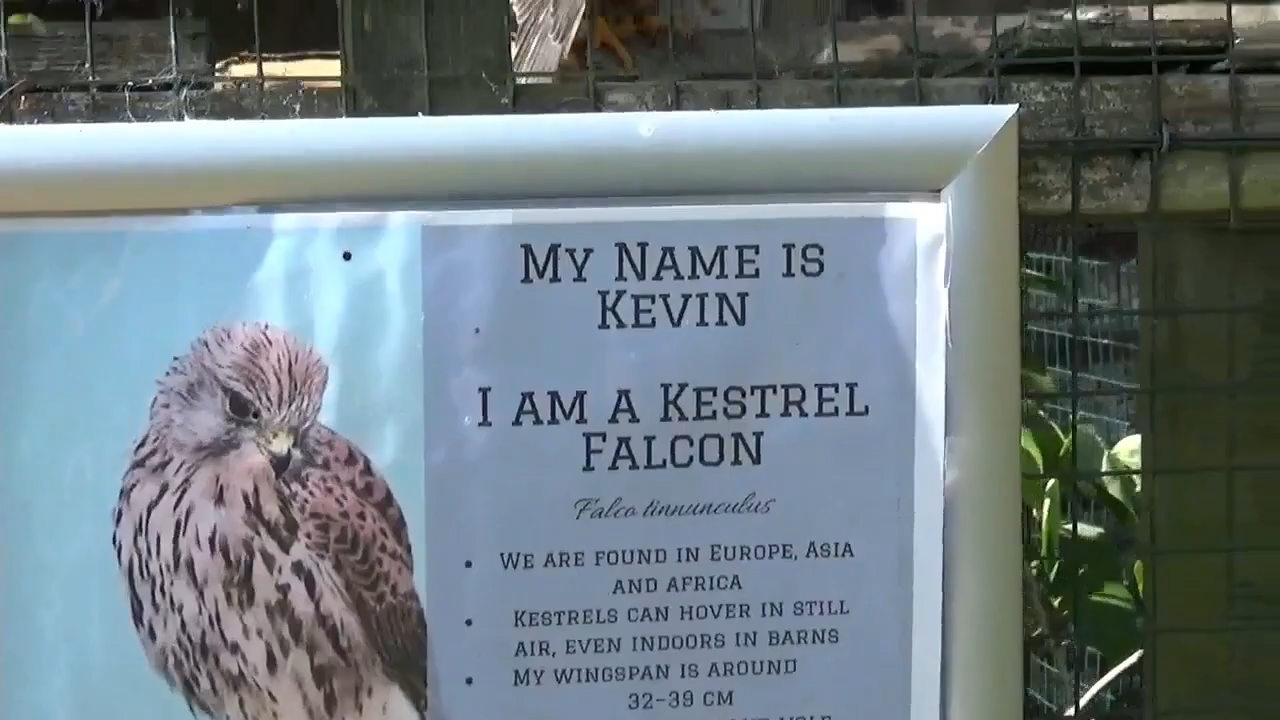 My Name is
Kevin
I am a Kestrel
Falcon
Falco tinnunculus
• We are found in Europe, Asia
and africa
• Kestrels can hover in still
air, even indoors in barns
• My wingspan is around
32-39 cm